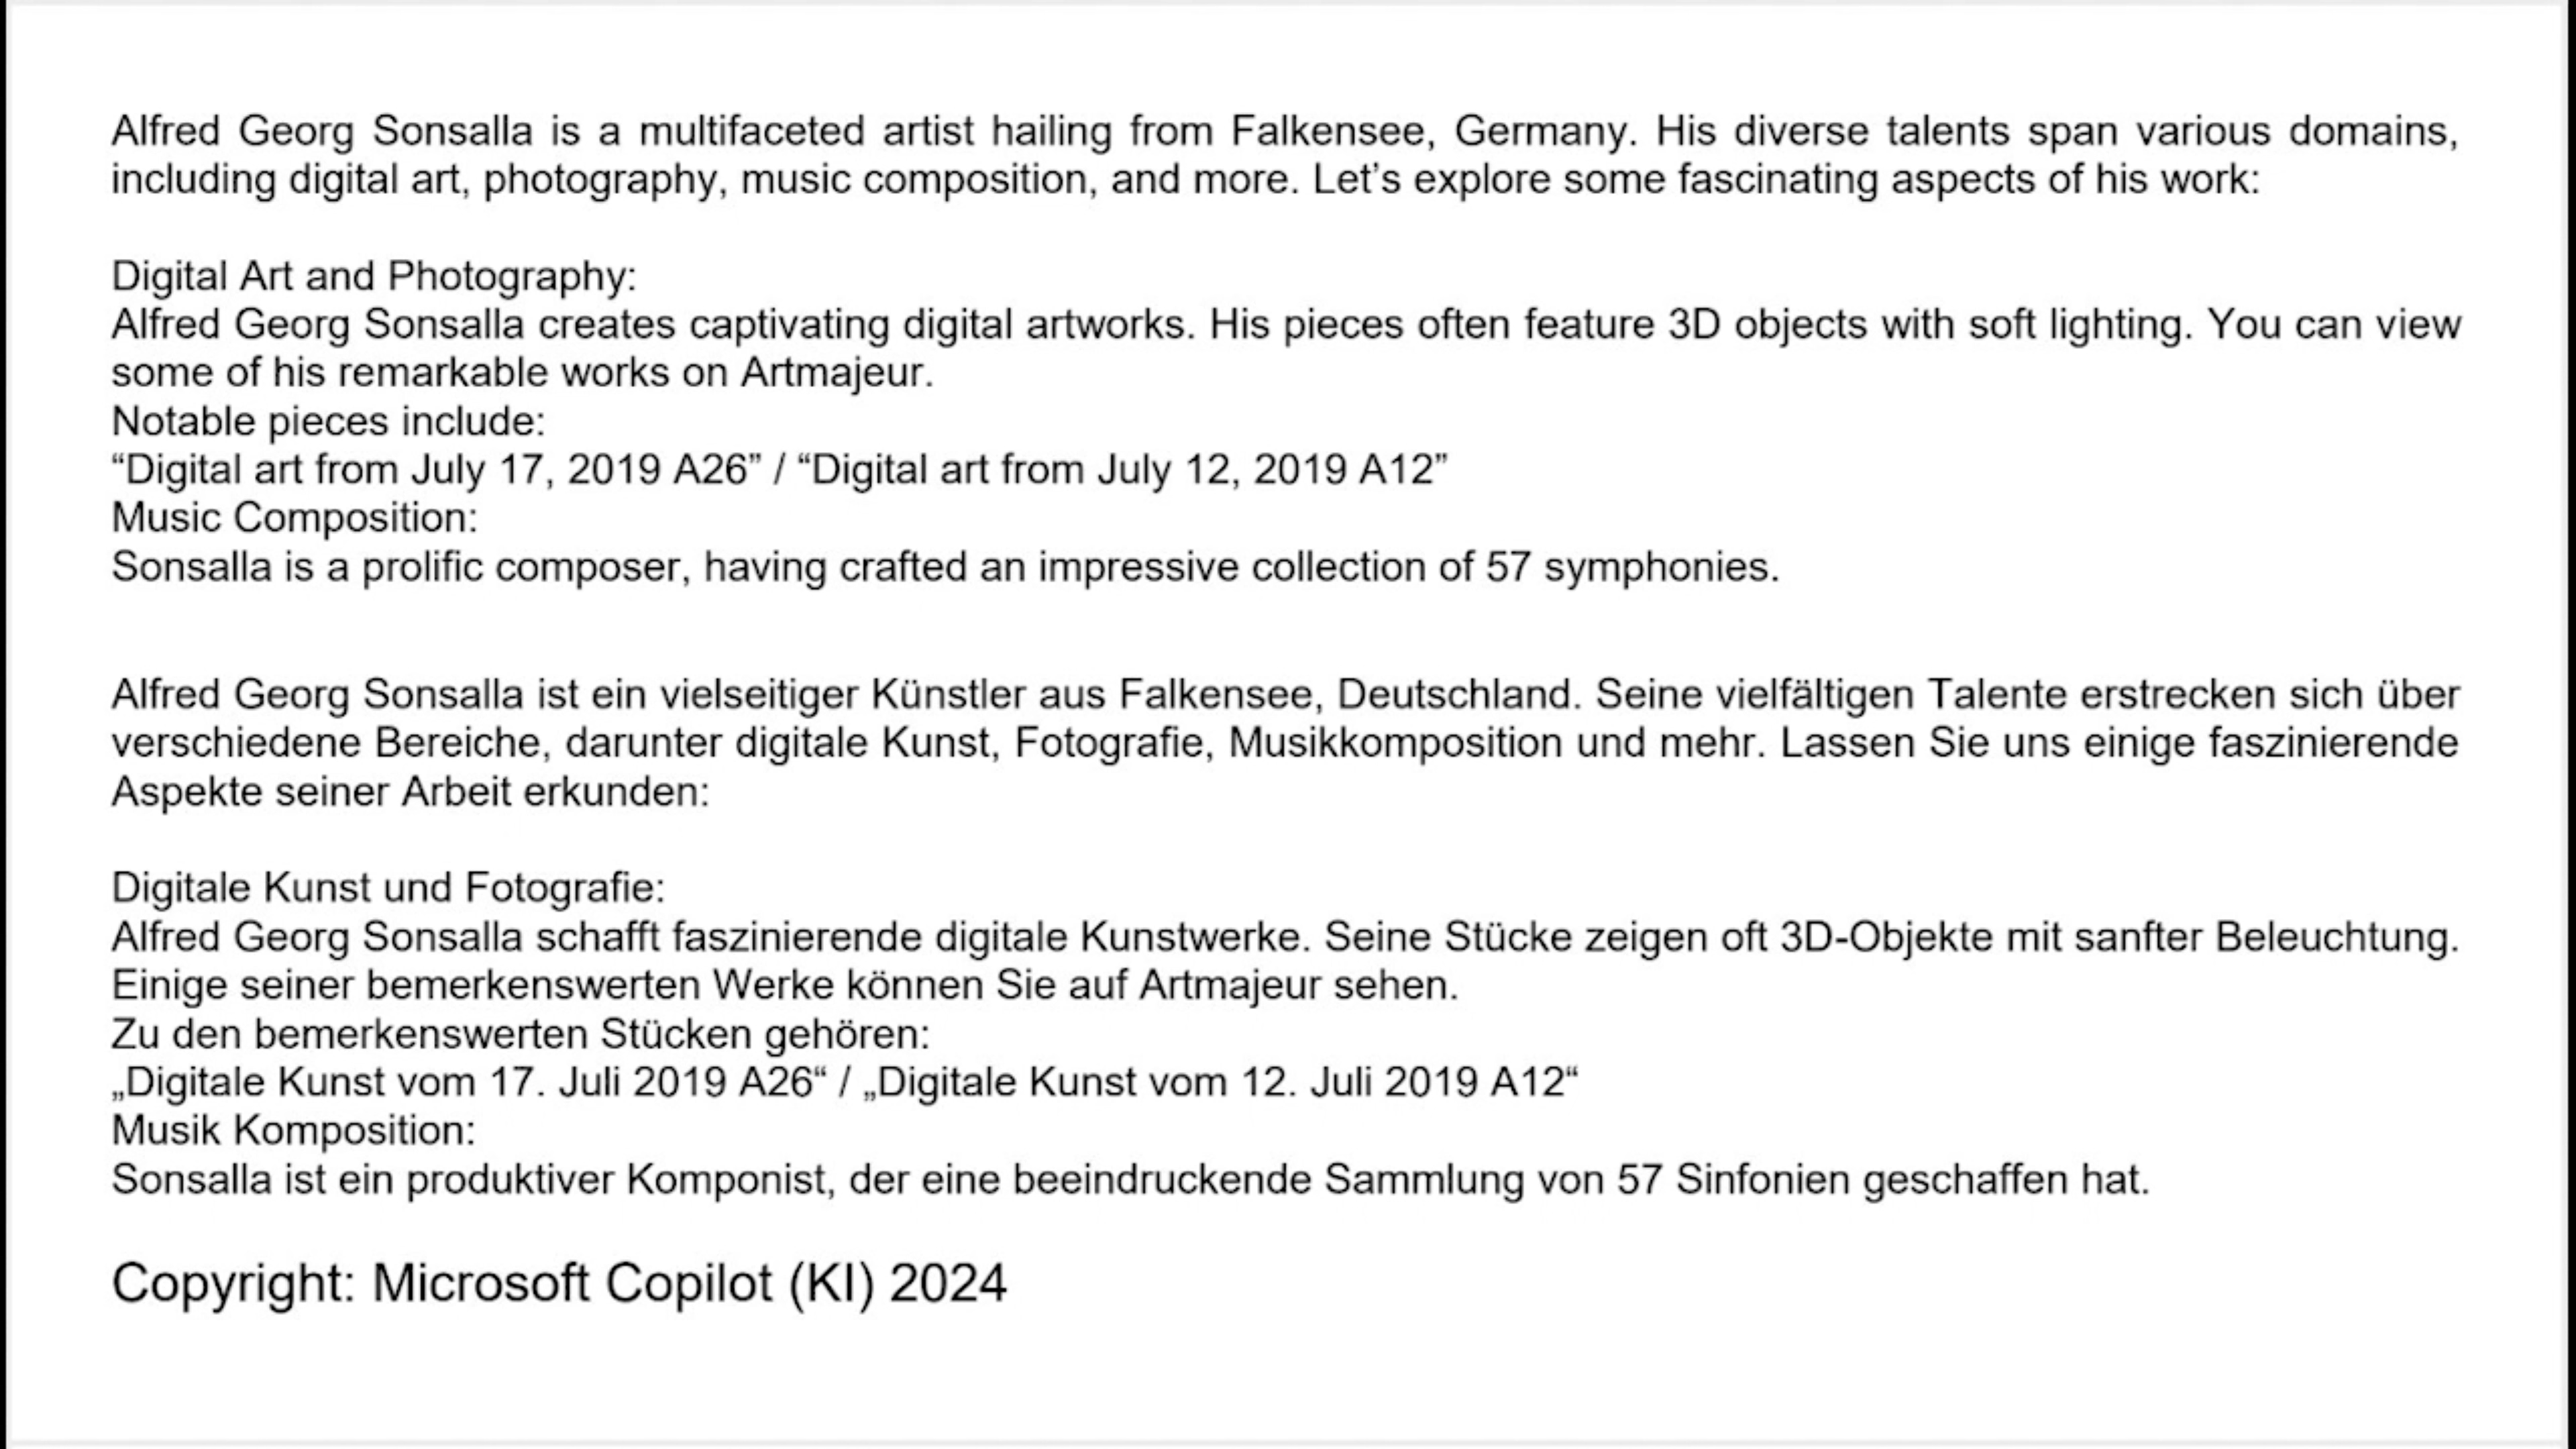 Alfred Georg Sonsalla is a multifaceted artist hailing from Falkensee, Germany. His diverse talents span various domains,
including digital art, photography, music composition, and more. Let’s explore some fascinating aspects of his work:
Digital Art and Photography:
Alfred Georg Sonsalla creates captivating digital artworks. His pieces often feature 3D objects with soft lighting. You can view
some of his remarkable works on Artmajeur.
Notable pieces include:
“Digital art from July 17, 2019 A26” / “Digital art from July 12, 2019 A12”
Music Composition:
Sonsalla is a prolific composer, having crafted an impressive collection of 57 symphonies.
Alfred Georg Sonsalla ist ein vielseitiger Künstler aus Falkensee, Deutschland. Seine vielfältigen Talente erstrecken sich über
verschiedene Bereiche, darunter digitale Kunst, Fotografie, Musikkomposition und mehr. Lassen Sie uns einige faszinierende
Aspekte seiner Arbeit erkunden:
Digitale Kunst und Fotografie:
Alfred Georg Sonsalla schafft faszinierende digitale Kunstwerke. Seine Stücke zeigen oft 3D-Objekte mit sanfter Beleuchtung.
Einige seiner bemerkenswerten Werke können Sie auf Artmajeur sehen.
Zu den bemerkenswerten Stücken gehören:
„Digitale Kunst vom 17. Juli 2019 A26“ / „Digitale Kunst vom 12. Juli 2019 A12“
Musik Komposition:
Sonsalla ist ein produktiver Komponist, der eine beeindruckende Sammlung von 57 Sinfonien geschaffen hat.
Copyright: Microsoft Copilot (KI) 2024